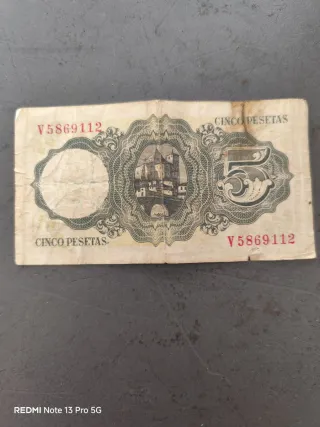 V5869112
CINCO PESETAS
5
CINCO PESETAS.
V5869112
REDMI Note 13 Pro 5G